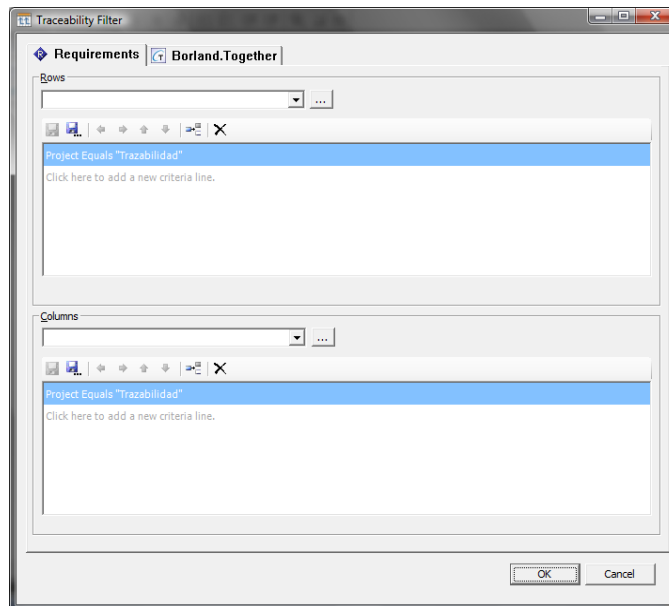 Traceability Filter
Requirements
Borland.Together
Rows
...
Project Equals "Trazabilidad"
Click here to add a new criteria line.
Columns
...
Project Equals "Trazabilidad"
Click here to add a new criteria line.
OK
Cancel